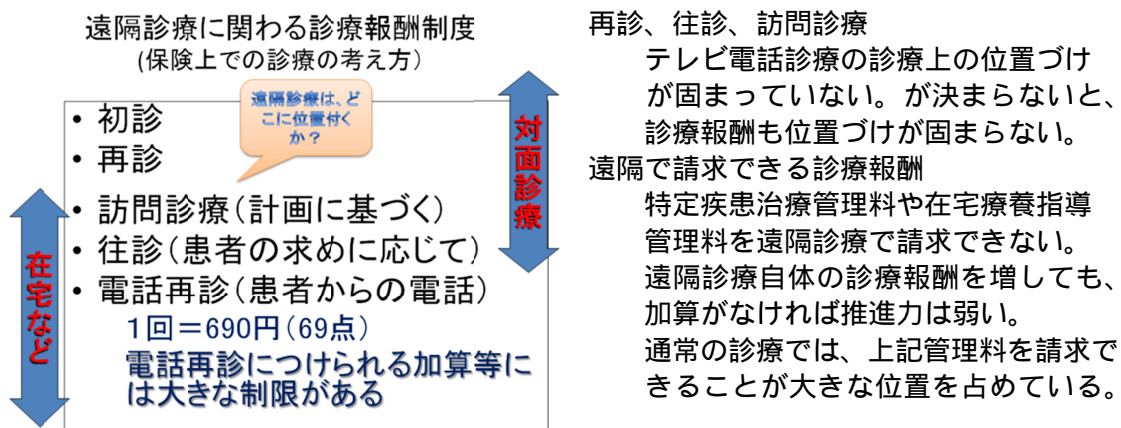 遠隔診療に関わる診療報酬制度
(保険上での診療の考え方)
遠隔診療は、ど
こに位置付く
か？
・初診
・再診
・訪問診療(計画に基づく)
・往診(患者の求めに応じて)
・電話再診(患者からの電話)
1回＝690円(69点)
電話再診につけられる加算等に
は大きな制限がある
対面診療
在宅など
再診、往診、訪問診療
テレビ電話診療の診療上の位置づけ
が固まっていない。が決まらないと、
診療報酬も位置づけが固まらない。
遠隔で請求できる診療報酬
特定疾患治療管理料や在宅療養指導
管理料を遠隔診療で請求できない。
遠隔診療自体の診療報酬を増しても、
加算がなければ推進力は弱い。
通常の診療では、上記管理料を請求で
きることが大きな位置を占めている。